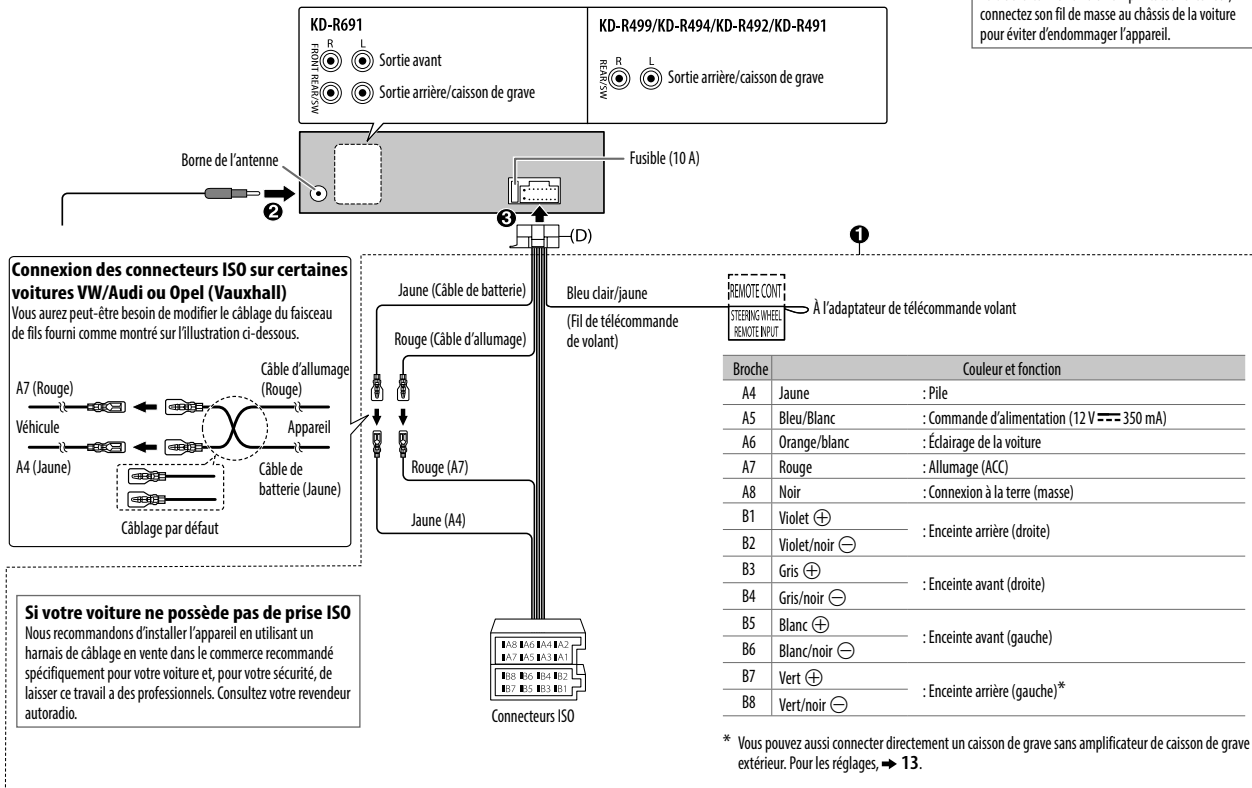 connectez son fil de masse au châssis de la voiture
pour éviter d'endommager l'appareil.
KD-R691
R L
FRONT
Sortie avant
REAR/SW
Sortie arrière/caisson de grave
KD-R499/KD-R494/KD-R492/KD-R491
R L
REAR/SW
Sortie arrière/caisson de grave
Borne de l'antenne
Fusible (10 A)
2
3
(D)
1
Connexion des connecteurs ISO sur certaines
voitures VW/Audi ou Opel (Vauxhall)
Vous aurez peut-être besoin de modifier le câblage du faisceau
de fils fourni comme montré sur l'illustration ci-dessous.
A7 (Rouge)
Câble d'allumage
(Rouge)
Véhicule
Appareil
A4 (Jaune)
Câble de
batterie (Jaune)
Câblage par défaut
Jaune (Câble de batterie)
Rouge (Câble d'allumage)
Bleu clair/jaune
(Fil de télécommande
de volant)
REMOTE CONT
STEERING WHEEL
REMOTE INPUT
À l'adaptateur de télécommande volant
Rouge (A7)
Jaune (A4)
Si votre voiture ne possède pas de prise ISO
Nous recommandons d'installer l'appareil en utilisant un
harnais de câblage en vente dans le commerce recommandé
spécifiquement pour votre voiture et, pour votre sécurité, de
laisser ce travail a des professionnels. Consultez votre revendeur
autoradio.
A8 A6 A4 A2
A7 A5 A3 A1
B8 B6 B4 B2
B7 B5 B3 B1
Connecteurs ISO
Broche Couleur et fonction
A4 Jaune : Pile
A5 Bleu/Blanc : Commande d'alimentation (12 V ⎓ 350 mA)
A6 Orange/blanc : Éclairage de la voiture
A7 Rouge : Allumage (ACC)
A8 Noir : Connexion à la terre (masse)
B1 Violet ⊕
: Enceinte arrière (droite)
B2 Violet/noir ⊖
B3 Gris ⊕
: Enceinte avant (droite)
B4 Gris/noir ⊖
B5 Blanc ⊕
: Enceinte avant (gauche)
B6 Blanc/noir ⊖
B7 Vert ⊕
: Enceinte arrière (gauche)*
B8 Vert/noir ⊖
* Vous pouvez aussi connecter directement un caisson de grave sans amplificateur de caisson de grave
extérieur. Pour les réglages, ➡ 13.